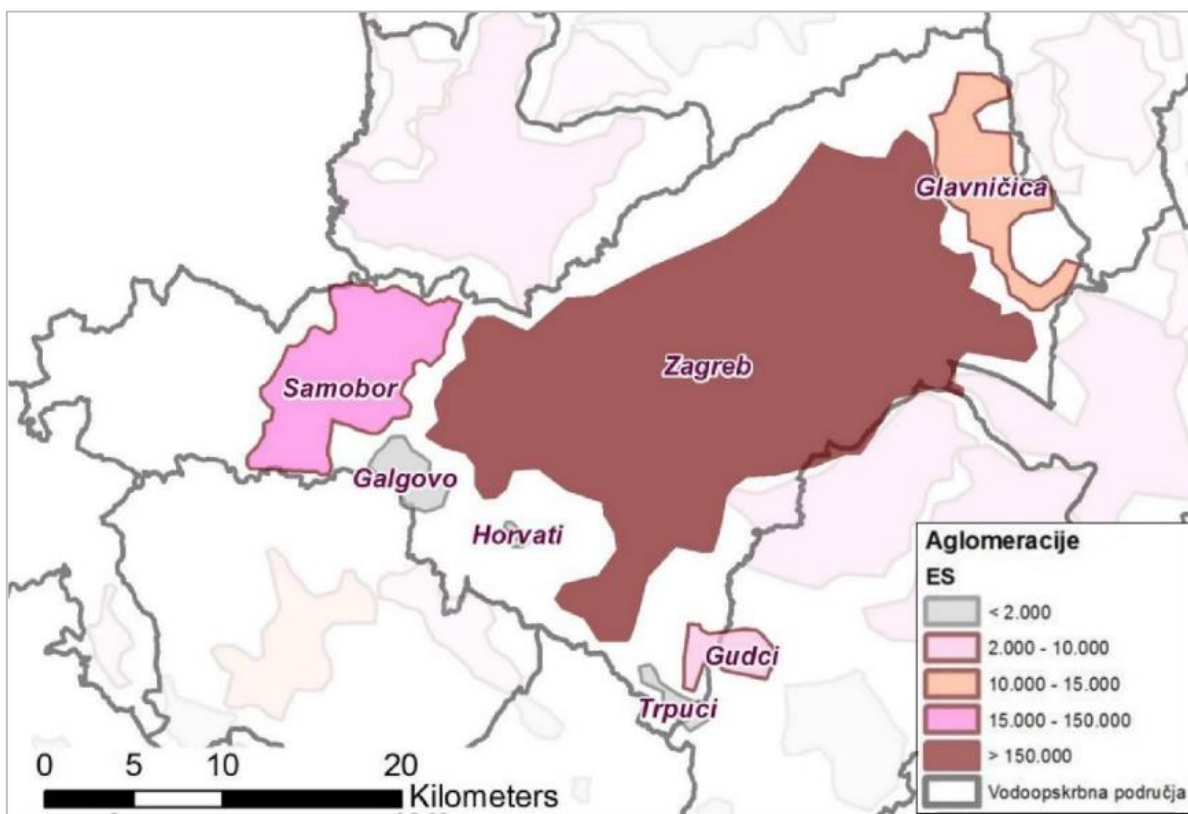 Glavničica
Zagreb
Samobor
Galgovo
Horvati
Gudci
Trpuci
Aglomeracije
ES
< 2.000
2.000 - 10.000
10.000 - 15.000
15.000 - 150.000
> 150.000
Vodoopskrbna područja
0 5 10 20
Kilometers